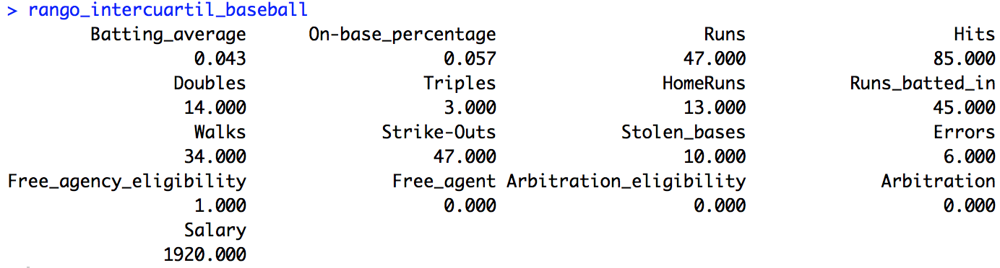 > rango_intercuartil_baseball
Batting_average On-base_percentage Runs Hits
0.043 0.057 47.000 85.000
Doubles Triples HomeRuns Runs_batted_in
14.000 3.000 13.000 45.000
Walks Strike-Outs Stolen_bases Errors
34.000 47.000 10.000 6.000
Free_agency_eligibility Free_agent Arbitration_eligibility Arbitration
1.000 0.000 0.000 0.000
Salary
1920.000